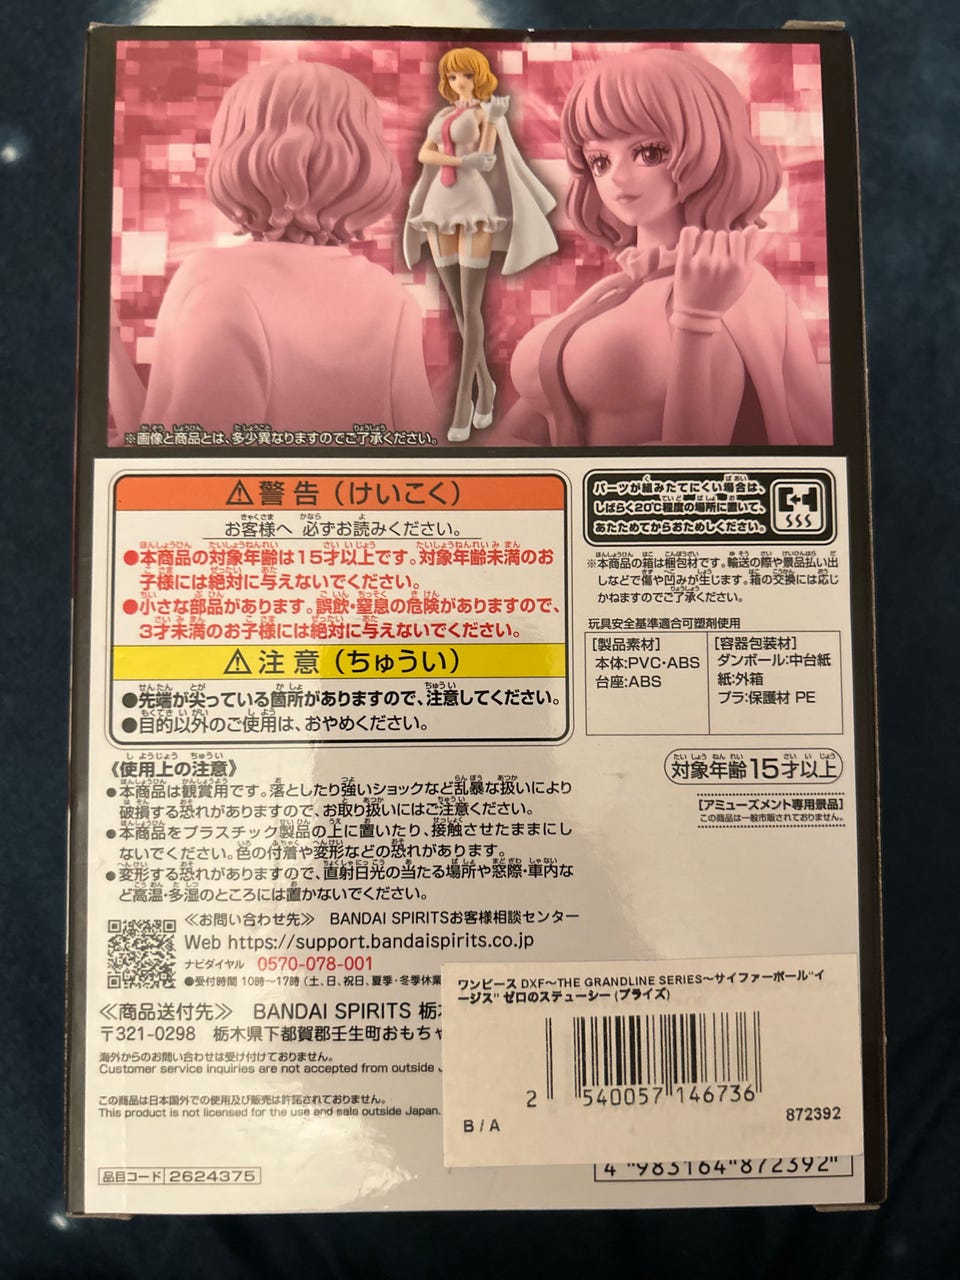 ※画像と商品とは、多少異なりますのでご了承ください。
⚠警告（けいこく）
お客様へ 必ずお読みください。
●本商品の対象年齢は15才以上です。対象年齢未満のお
子様には絶対に与えないでください。
●小さな部品があります。誤飲・窒息の危険がありますので、
3才未満のお子様には絶対に与えないでください。
⚠注意（ちゅうい）
●先端が尖っている箇所がありますので、注意してください。
●目的以外のご使用は、おやめください。
パーツが組みたてにくい場合は、
しばらく20℃程度の場所に置いて、
あたためてからおためしください。
※本商品の箱は梱包材です。輸送の際や景品払い出
しなどで傷や凹みが生じます。箱の交換には応じ
かねますのでご了承ください。
玩具安全基準適合可塑剤使用
[製品素材]
本体:PVC・ABS
台座:ABS
[容器包装材]
ダンボール:中台紙
紙:外箱
プラ:保護材 PE
対象年齢15才以上
[アミューズメント専用景品]
この商品は一般市販されておりません。
《使用上の注意》
●本商品は観賞用です。落としたり強いショックなど乱暴な扱いにより
破損する恐れがありますので、お取り扱いにはご注意ください。
●本商品をプラスチック製品の上に置いたり、接触させたままにし
ないでください。色の付着や変形などの恐れがあります。
●変形する恐れがありますので、直射日光の当たる場所や窓際・車内な
ど高温・多湿のところには置かないでください。
≪お問い合わせ先≫ BANDAI SPIRITSお客様相談センター
Web https://support.bandaispirits.co.jp
ナビダイヤル 0570-078-001
●受付時間 10時〜17時（土、日、祝日、夏季・冬季休業
≪商品送付先≫ BANDAI SPIRITS 栃
〒321-0298 栃木県下都賀郡壬生町おもちゃ
海外からのお問い合わせは受け付けておりません。
Customer service inquiries are not accepted from outside
この商品は日本国外での使用及び販売は許諾されておりません。
This product is not licensed for the use and sale outside Japan.
品目コード 2624375
ワンピース DXF〜THE GRANDLINE SERIES〜サイファーポール"イ
ージス" ゼロのステューシー (プライズ)
2 540057 146736
B / A
872392
4 983164 872392